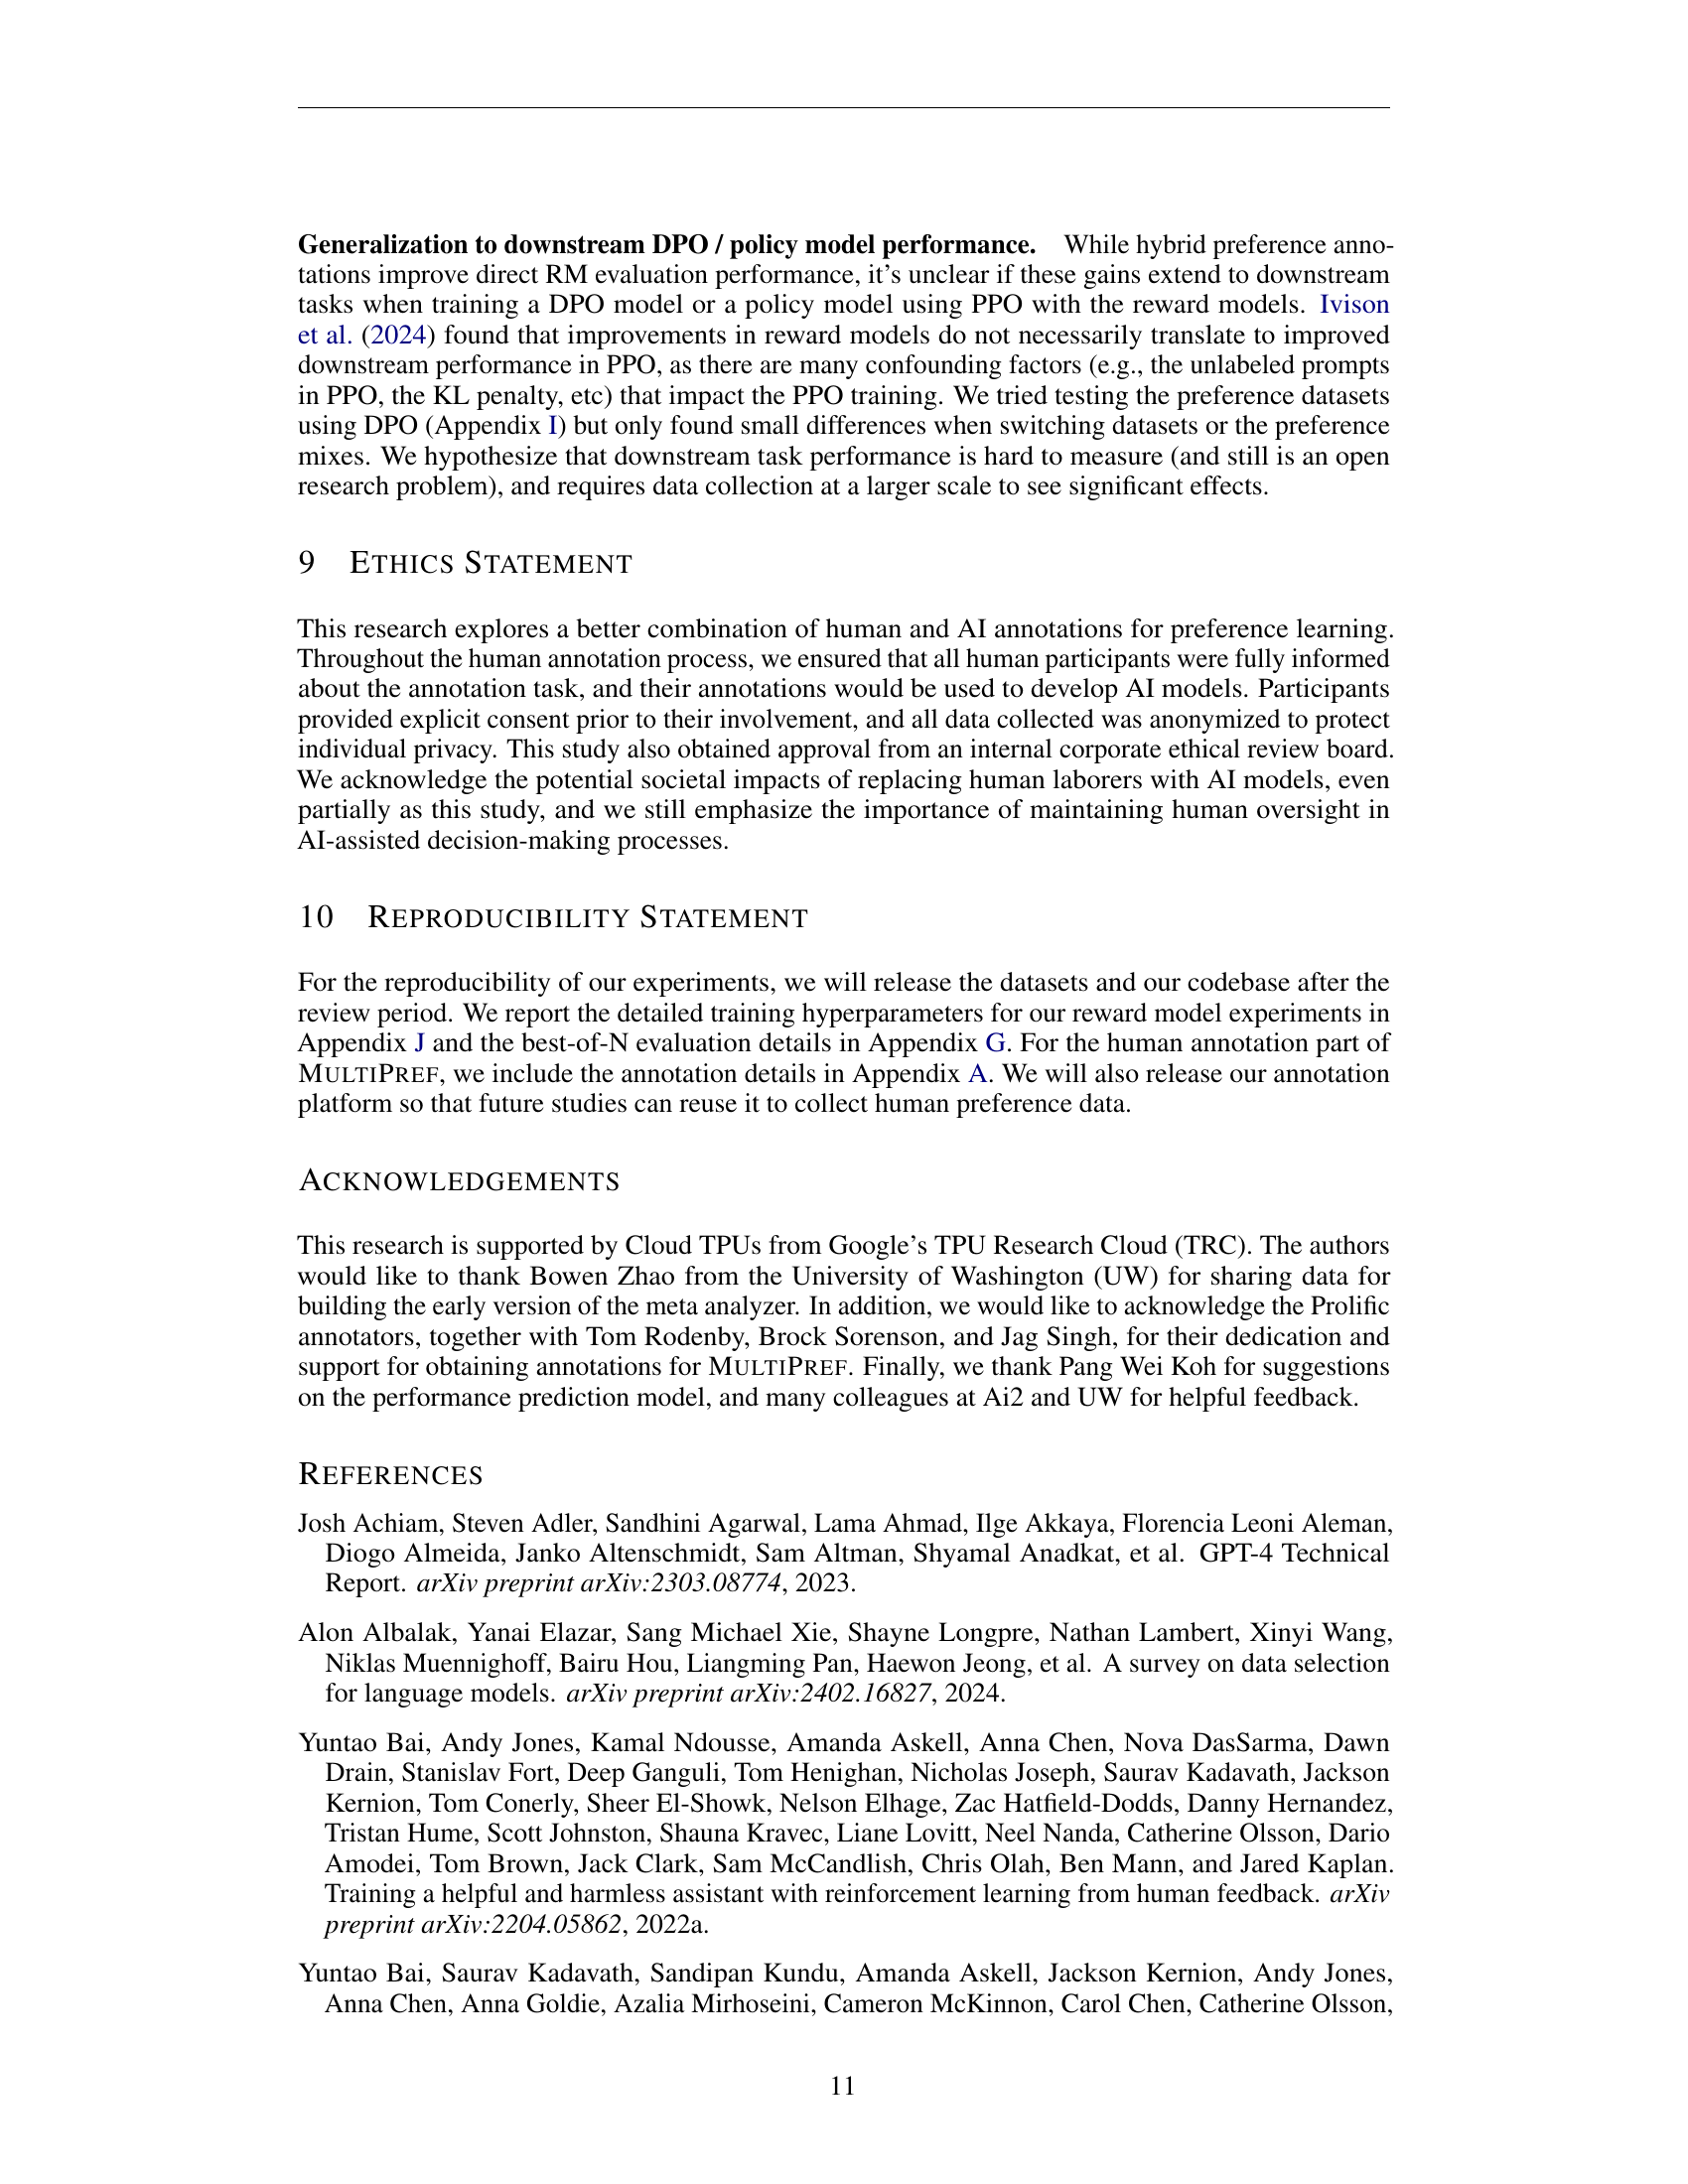 Generalization to downstream DPO / policy model performance. While hybrid preference anno-
tations improve direct RM evaluation performance, it's unclear if these gains extend to downstream
tasks when training a DPO model or a policy model using PPO with the reward models. Ivison
et al. (2024) found that improvements in reward models do not necessarily translate to improved
downstream performance in PPO, as there are many confounding factors (e.g., the unlabeled prompts
in PPO, the KL penalty, etc) that impact the PPO training. We tried testing the preference datasets
using DPO (Appendix I) but only found small differences when switching datasets or the preference
mixes. We hypothesize that downstream task performance is hard to measure (and still is an open
research problem), and requires data collection at a larger scale to see significant effects.
9 ETHICS STATEMENT
This research explores a better combination of human and AI annotations for preference learning.
Throughout the human annotation process, we ensured that all human participants were fully informed
about the annotation task, and their annotations would be used to develop AI models. Participants
provided explicit consent prior to their involvement, and all data collected was anonymized to protect
individual privacy. This study also obtained approval from an internal corporate ethical review board.
We acknowledge the potential societal impacts of replacing human laborers with AI models, even
partially as this study, and we still emphasize the importance of maintaining human oversight in
AI-assisted decision-making processes.
10 REPRODUCIBILITY STATEMENT
For the reproducibility of our experiments, we will release the datasets and our codebase after the
review period. We report the detailed training hyperparameters for our reward model experiments in
Appendix J and the best-of-N evaluation details in Appendix G. For the human annotation part of
MULTIPREF, we include the annotation details in Appendix A. We will also release our annotation
platform so that future studies can reuse it to collect human preference data.
ACKNOWLEDGEMENTS
This research is supported by Cloud TPUs from Google's TPU Research Cloud (TRC). The authors
would like to thank Bowen Zhao from the University of Washington (UW) for sharing data for
building the early version of the meta analyzer. In addition, we would like to acknowledge the Prolific
annotators, together with Tom Rodenby, Brock Sorenson, and Jag Singh, for their dedication and
support for obtaining annotations for MULTIPREF. Finally, we thank Pang Wei Koh for suggestions
on the performance prediction model, and many colleagues at Ai2 and UW for helpful feedback.
REFERENCES
Josh Achiam, Steven Adler, Sandhini Agarwal, Lama Ahmad, Ilge Akkaya, Florencia Leoni Aleman,
Diogo Almeida, Janko Altenschmidt, Sam Altman, Shyamal Anadkat, et al. GPT-4 Technical
Report. arXiv preprint arXiv:2303.08774, 2023.
Alon Albalak, Yanai Elazar, Sang Michael Xie, Shayne Longpre, Nathan Lambert, Xinyi Wang,
Niklas Muennighoff, Bairu Hou, Liangming Pan, Haewon Jeong, et al. A survey on data selection
for language models. arXiv preprint arXiv:2402.16827, 2024.
Yuntao Bai, Andy Jones, Kamal Ndousse, Amanda Askell, Anna Chen, Nova DasSarma, Dawn
Drain, Stanislav Fort, Deep Ganguli, Tom Henighan, Nicholas Joseph, Saurav Kadavath, Jackson
Kernion, Tom Conerly, Sheer El-Showk, Nelson Elhage, Zac Hatfield-Dodds, Danny Hernandez,
Tristan Hume, Scott Johnston, Shauna Kravec, Liane Lovitt, Neel Nanda, Catherine Olsson, Dario
Amodei, Tom Brown, Jack Clark, Sam McCandlish, Chris Olah, Ben Mann, and Jared Kaplan.
Training a helpful and harmless assistant with reinforcement learning from human feedback. arXiv
preprint arXiv:2204.05862, 2022a.
Yuntao Bai, Saurav Kadavath, Sandipan Kundu, Amanda Askell, Jackson Kernion, Andy Jones,
Anna Chen, Anna Goldie, Azalia Mirhoseini, Cameron McKinnon, Carol Chen, Catherine Olsson,
11